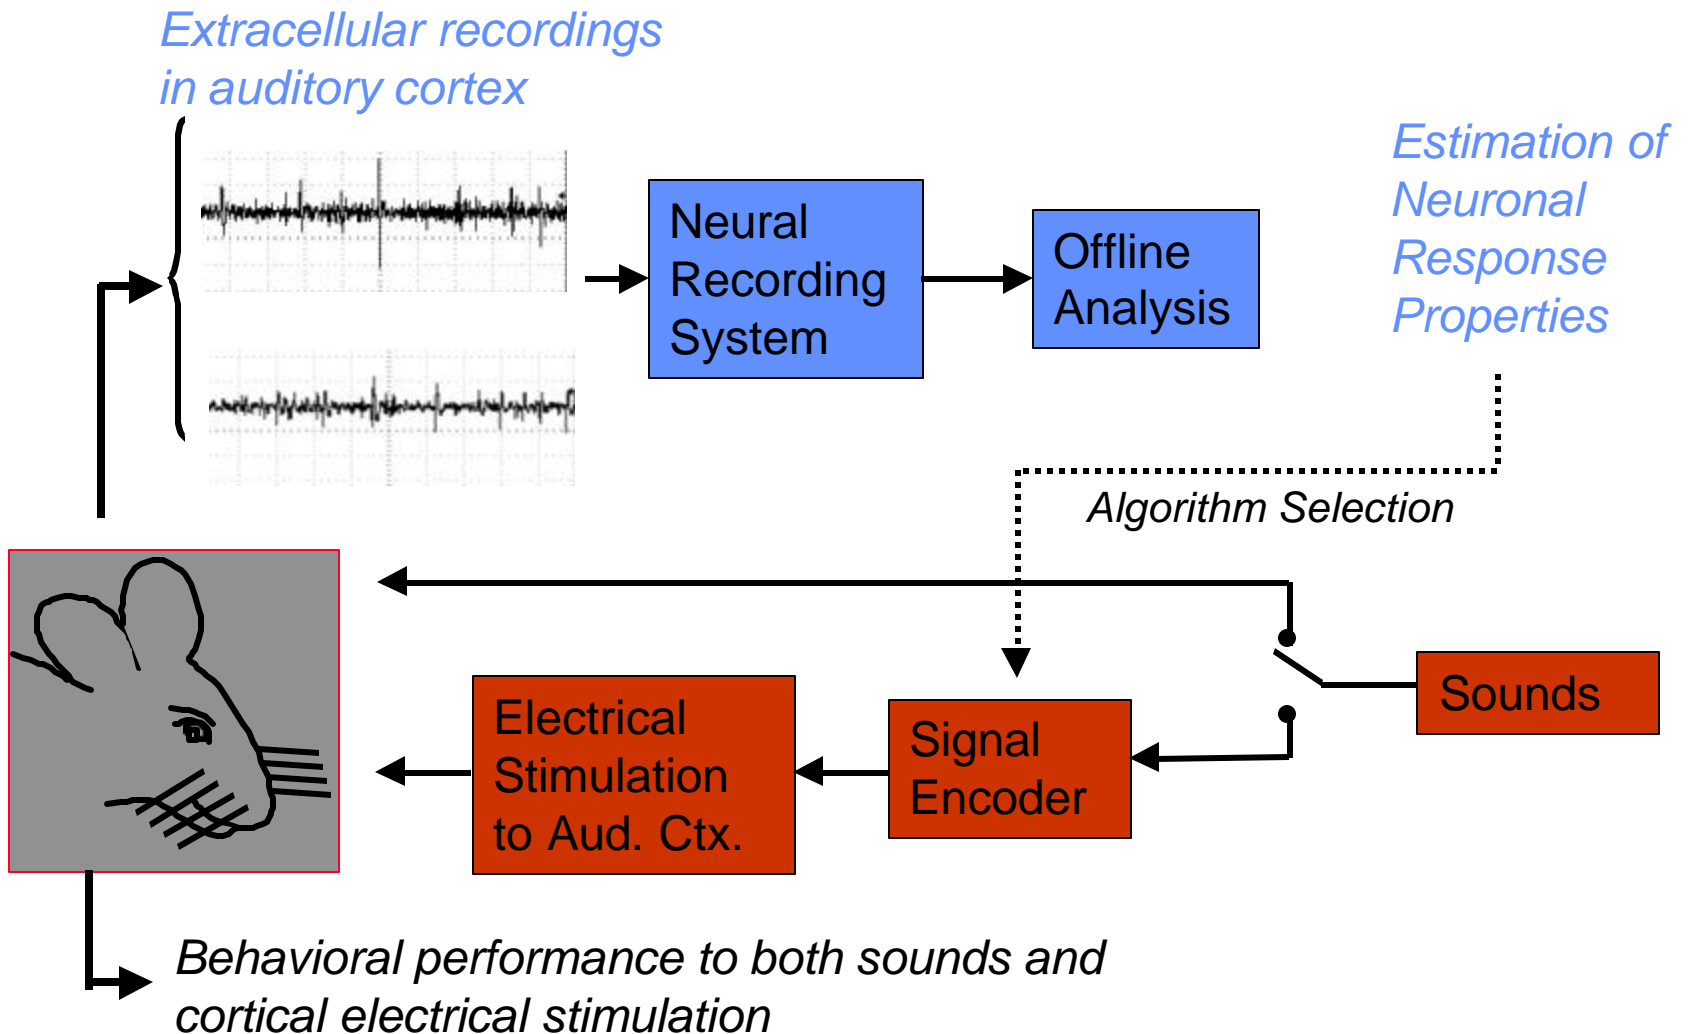 Extracellular recordings
in auditory cortex
Estimation of
Neuronal
Response
Properties
Neural
Recording
System
Offline
Analysis
Algorithm Selection
Sounds
Signal
Encoder
Electrical
Stimulation
to Aud. Ctx.
Behavioral performance to both sounds and
cortical electrical stimulation